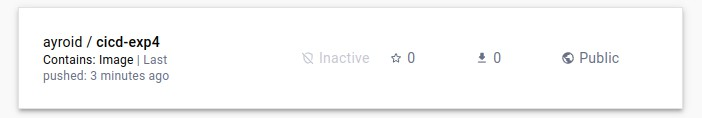 ayroid / cicd-exp4
Contains: Image | Last
pushed: 3 minutes ago
Inactive
0
0
Public